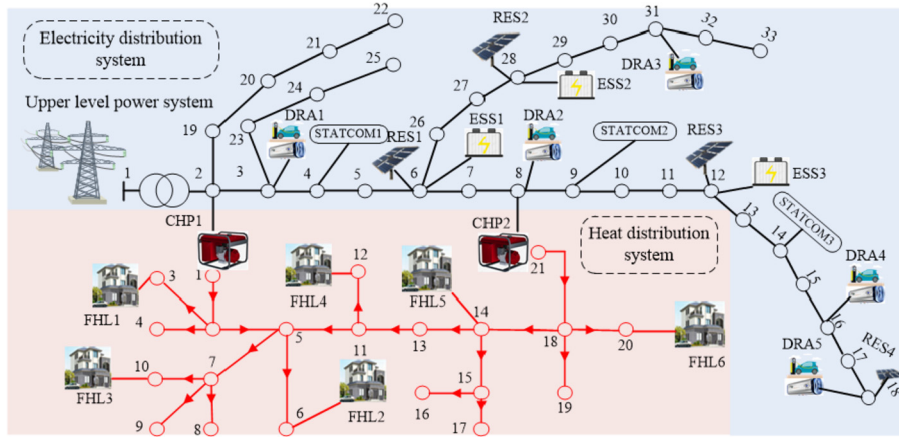 22
RES2
31
32
33
Electricity distribution
system
21
30
29
28
25
20
24
27
DRA3
ESS2
Upper level power system
DRA1
ESS1
DRA2
19
23
STATCOM1
RES1
26
STATCOM2
RES3
1
2
3
4
5
6
7
8
9
10
11
12
ESS3
CHP1
CHP2
Heat distribution
system
13
14
STATCOM3
3
1
12
21
15
DRA4
FHL1
FHL4
FHL5
14
4
5
13
18
20
16
FHL6
DRA5
17
RES4
10
7
11
FHL3
15
18
9
8
6
FHL2
16
17
19